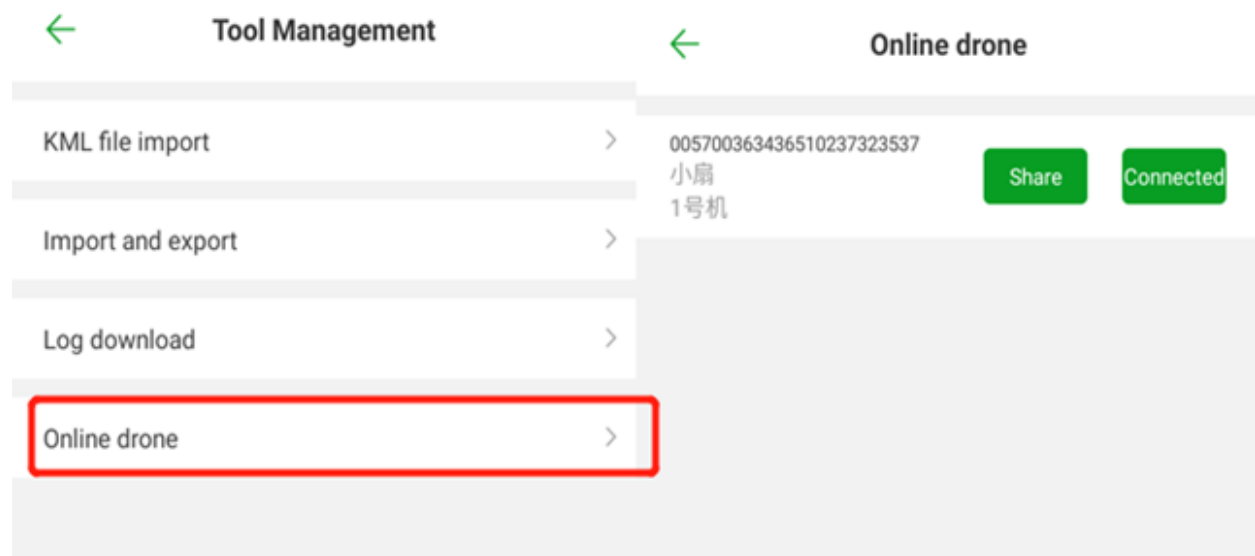 Tool Management
KML file import
Import and export
Log download
Online drone
Online drone
005700363436510237323537
小扇
1号机
Share
Connected